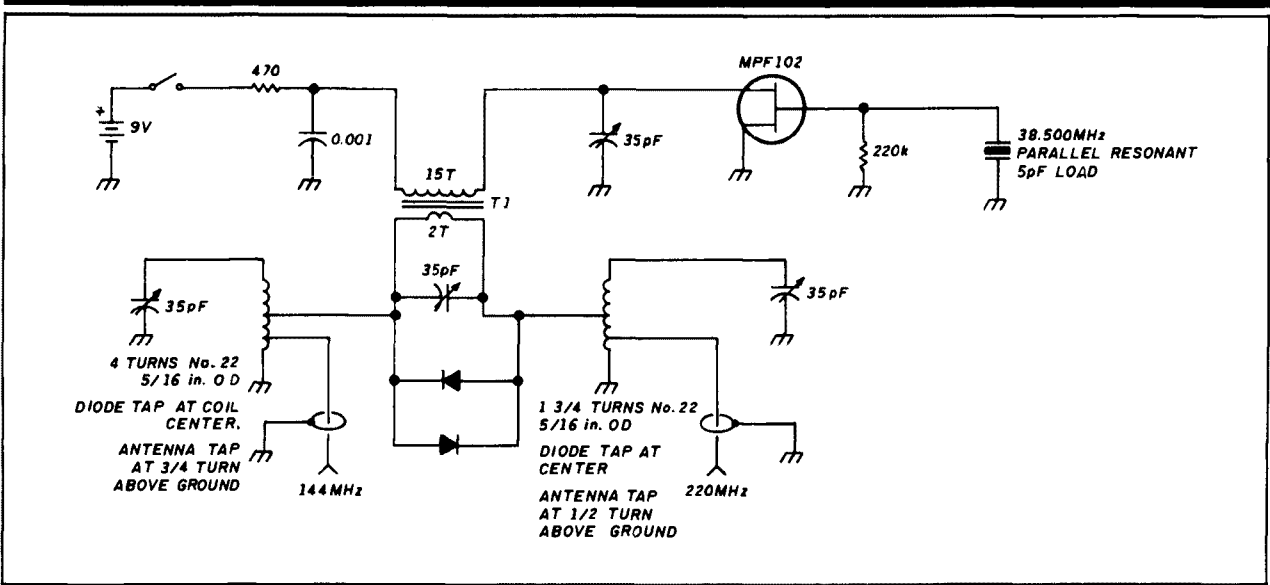 470
MPF102
+
9V
0.001
35pF
220k
38.500MHz
PARALLEL RESONANT
5pF LOAD
15T
T1
2T
35pF
35pF
35pF
4 TURNS No. 22
5/16 in. OD
DIODE TAP AT COIL
CENTER.
ANTENNA TAP
AT 3/4 TURN
ABOVE GROUND
144MHz
1 3/4 TURNS No. 22
5/16 in. OD
DIODE TAP AT
CENTER
ANTENNA TAP
AT 1/2 TURN
ABOVE GROUND
220MHz